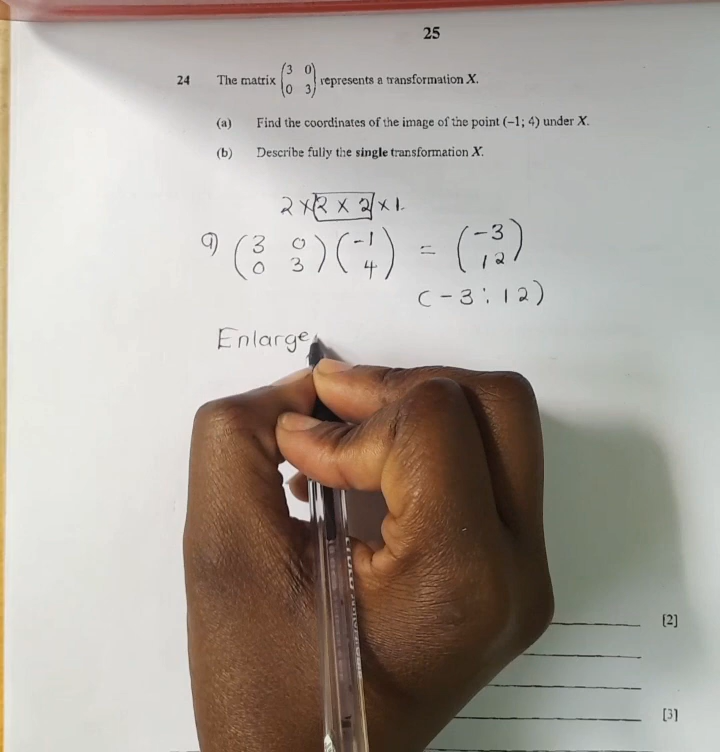 25
24 The matrix (3 0 0 3) represents a transformation X.
(a) Find the coordinates of the image of the point (–1; 4) under X.
(b) Describe fully the single transformation X.
2 x 2 x 2 x 1.
a) (3 0 0 3)(-1 4) = (-3 12)
(-3 ; 12)
Enlarge
[2]
[3]